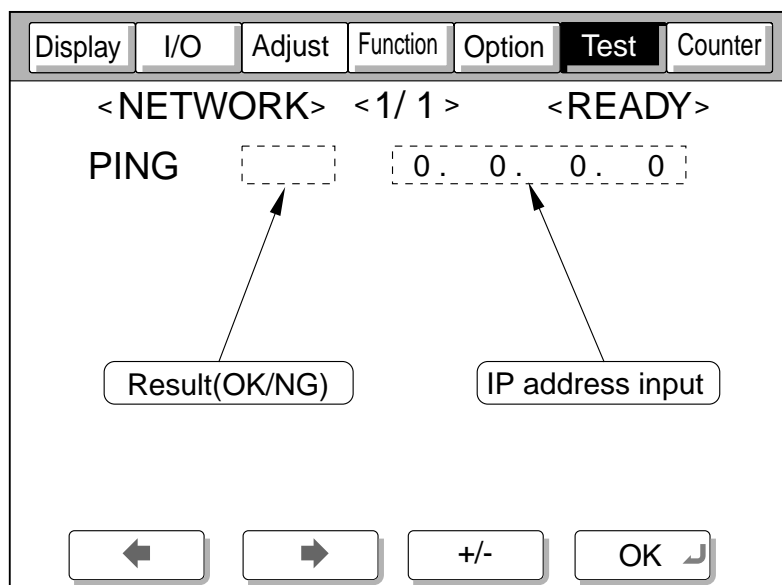 Display I/O Adjust Function Option Test Counter
<NETWORK> <1/ 1 > <READY>
PING 0. 0. 0. 0
Result(OK/NG) IP address input
+/- OK